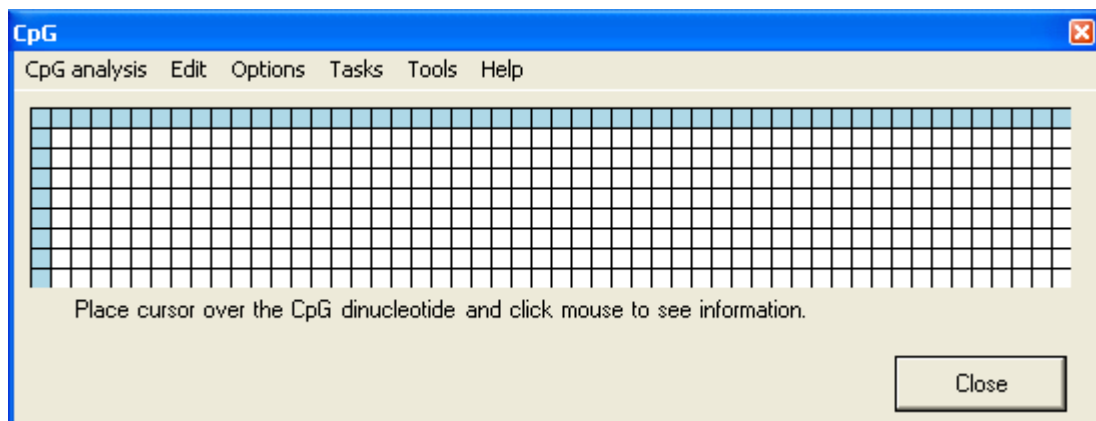 CpG
CpG analysis Edit Options Tasks Tools Help
Place cursor over the CpG dinucleotide and click mouse to see information.
Close